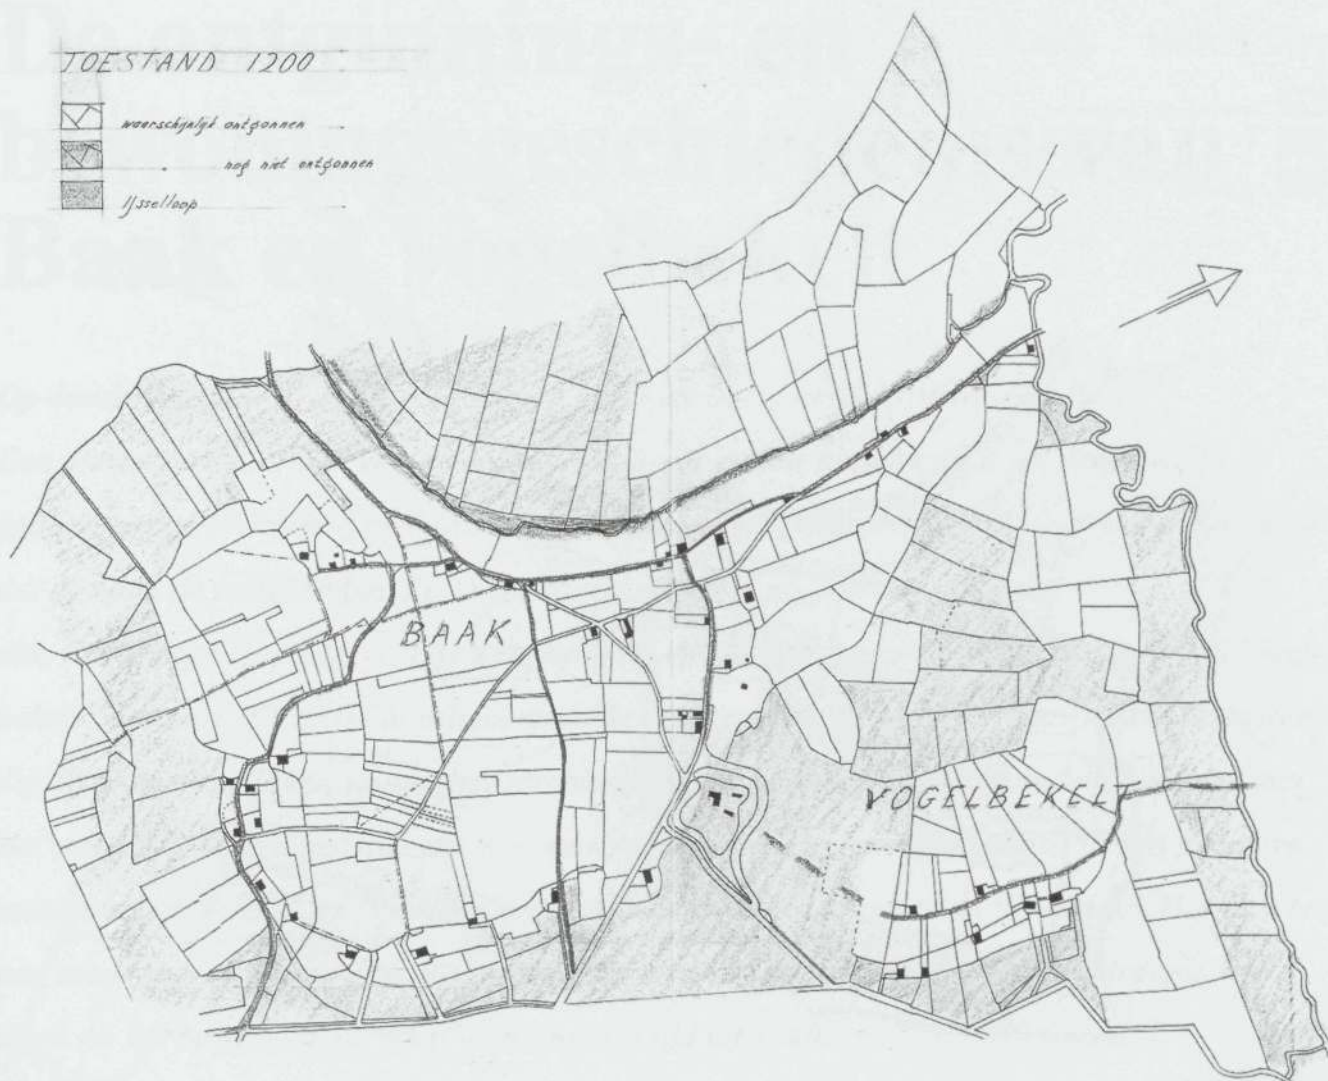 TOESTAND 1200
waarschijnlijk ontgonnen
" nog niet ontgonnen
IJsselloop
BAAK
VOGELBEKELT